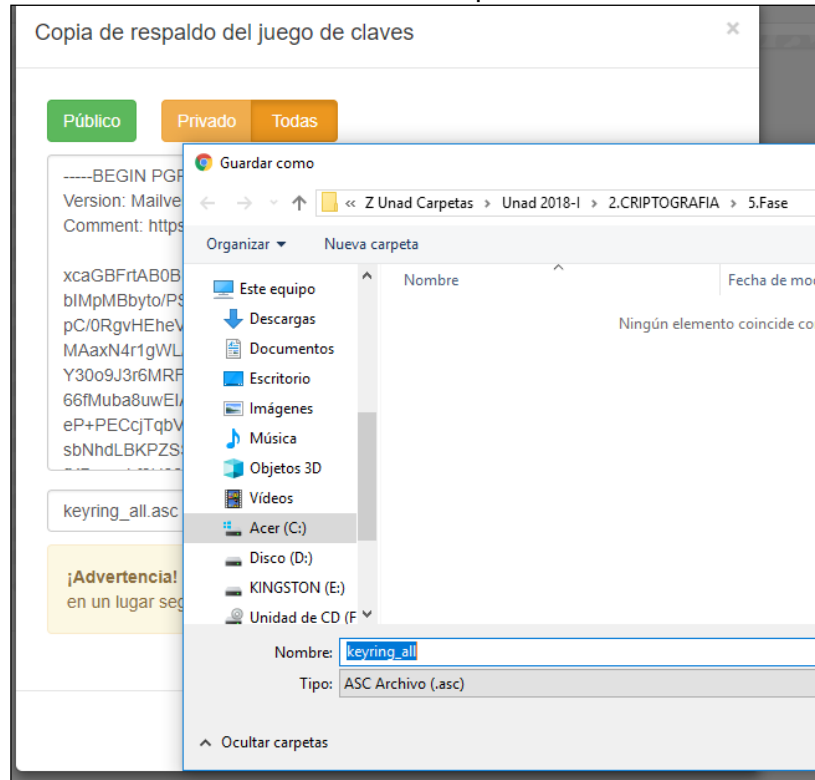 Copia de respaldo del juego de claves
×
Público
Privado
Todas
-----BEGIN PGP
Version: Mailve
Comment: https
xcaGBFrtAB0B
blMpMBbyto/PS
pC/0RgvHEheV
MAaxN4r1gWL
Y30o9J3r6MRF
66fMuba8uwEI
eP+PECcjTqbV
sbNhdLBKPZS
keyring_all.asc
¡Advertencia!
en un lugar seg
Guardar como
« Z Unad Carpetas › Unad 2018-I › 2.CRIPTOGRAFIA › 5.Fase
Organizar
Nueva carpeta
Nombre
Fecha de mo
Este equipo
Descargas
Documentos
Escritorio
Imágenes
Música
Objetos 3D
Vídeos
Acer (C:)
Disco (D:)
KINGSTON (E:)
Unidad de CD (F
Ningún elemento coincide co
Nombre: keyring_all
Tipo: ASC Archivo (.asc)
Ocultar carpetas